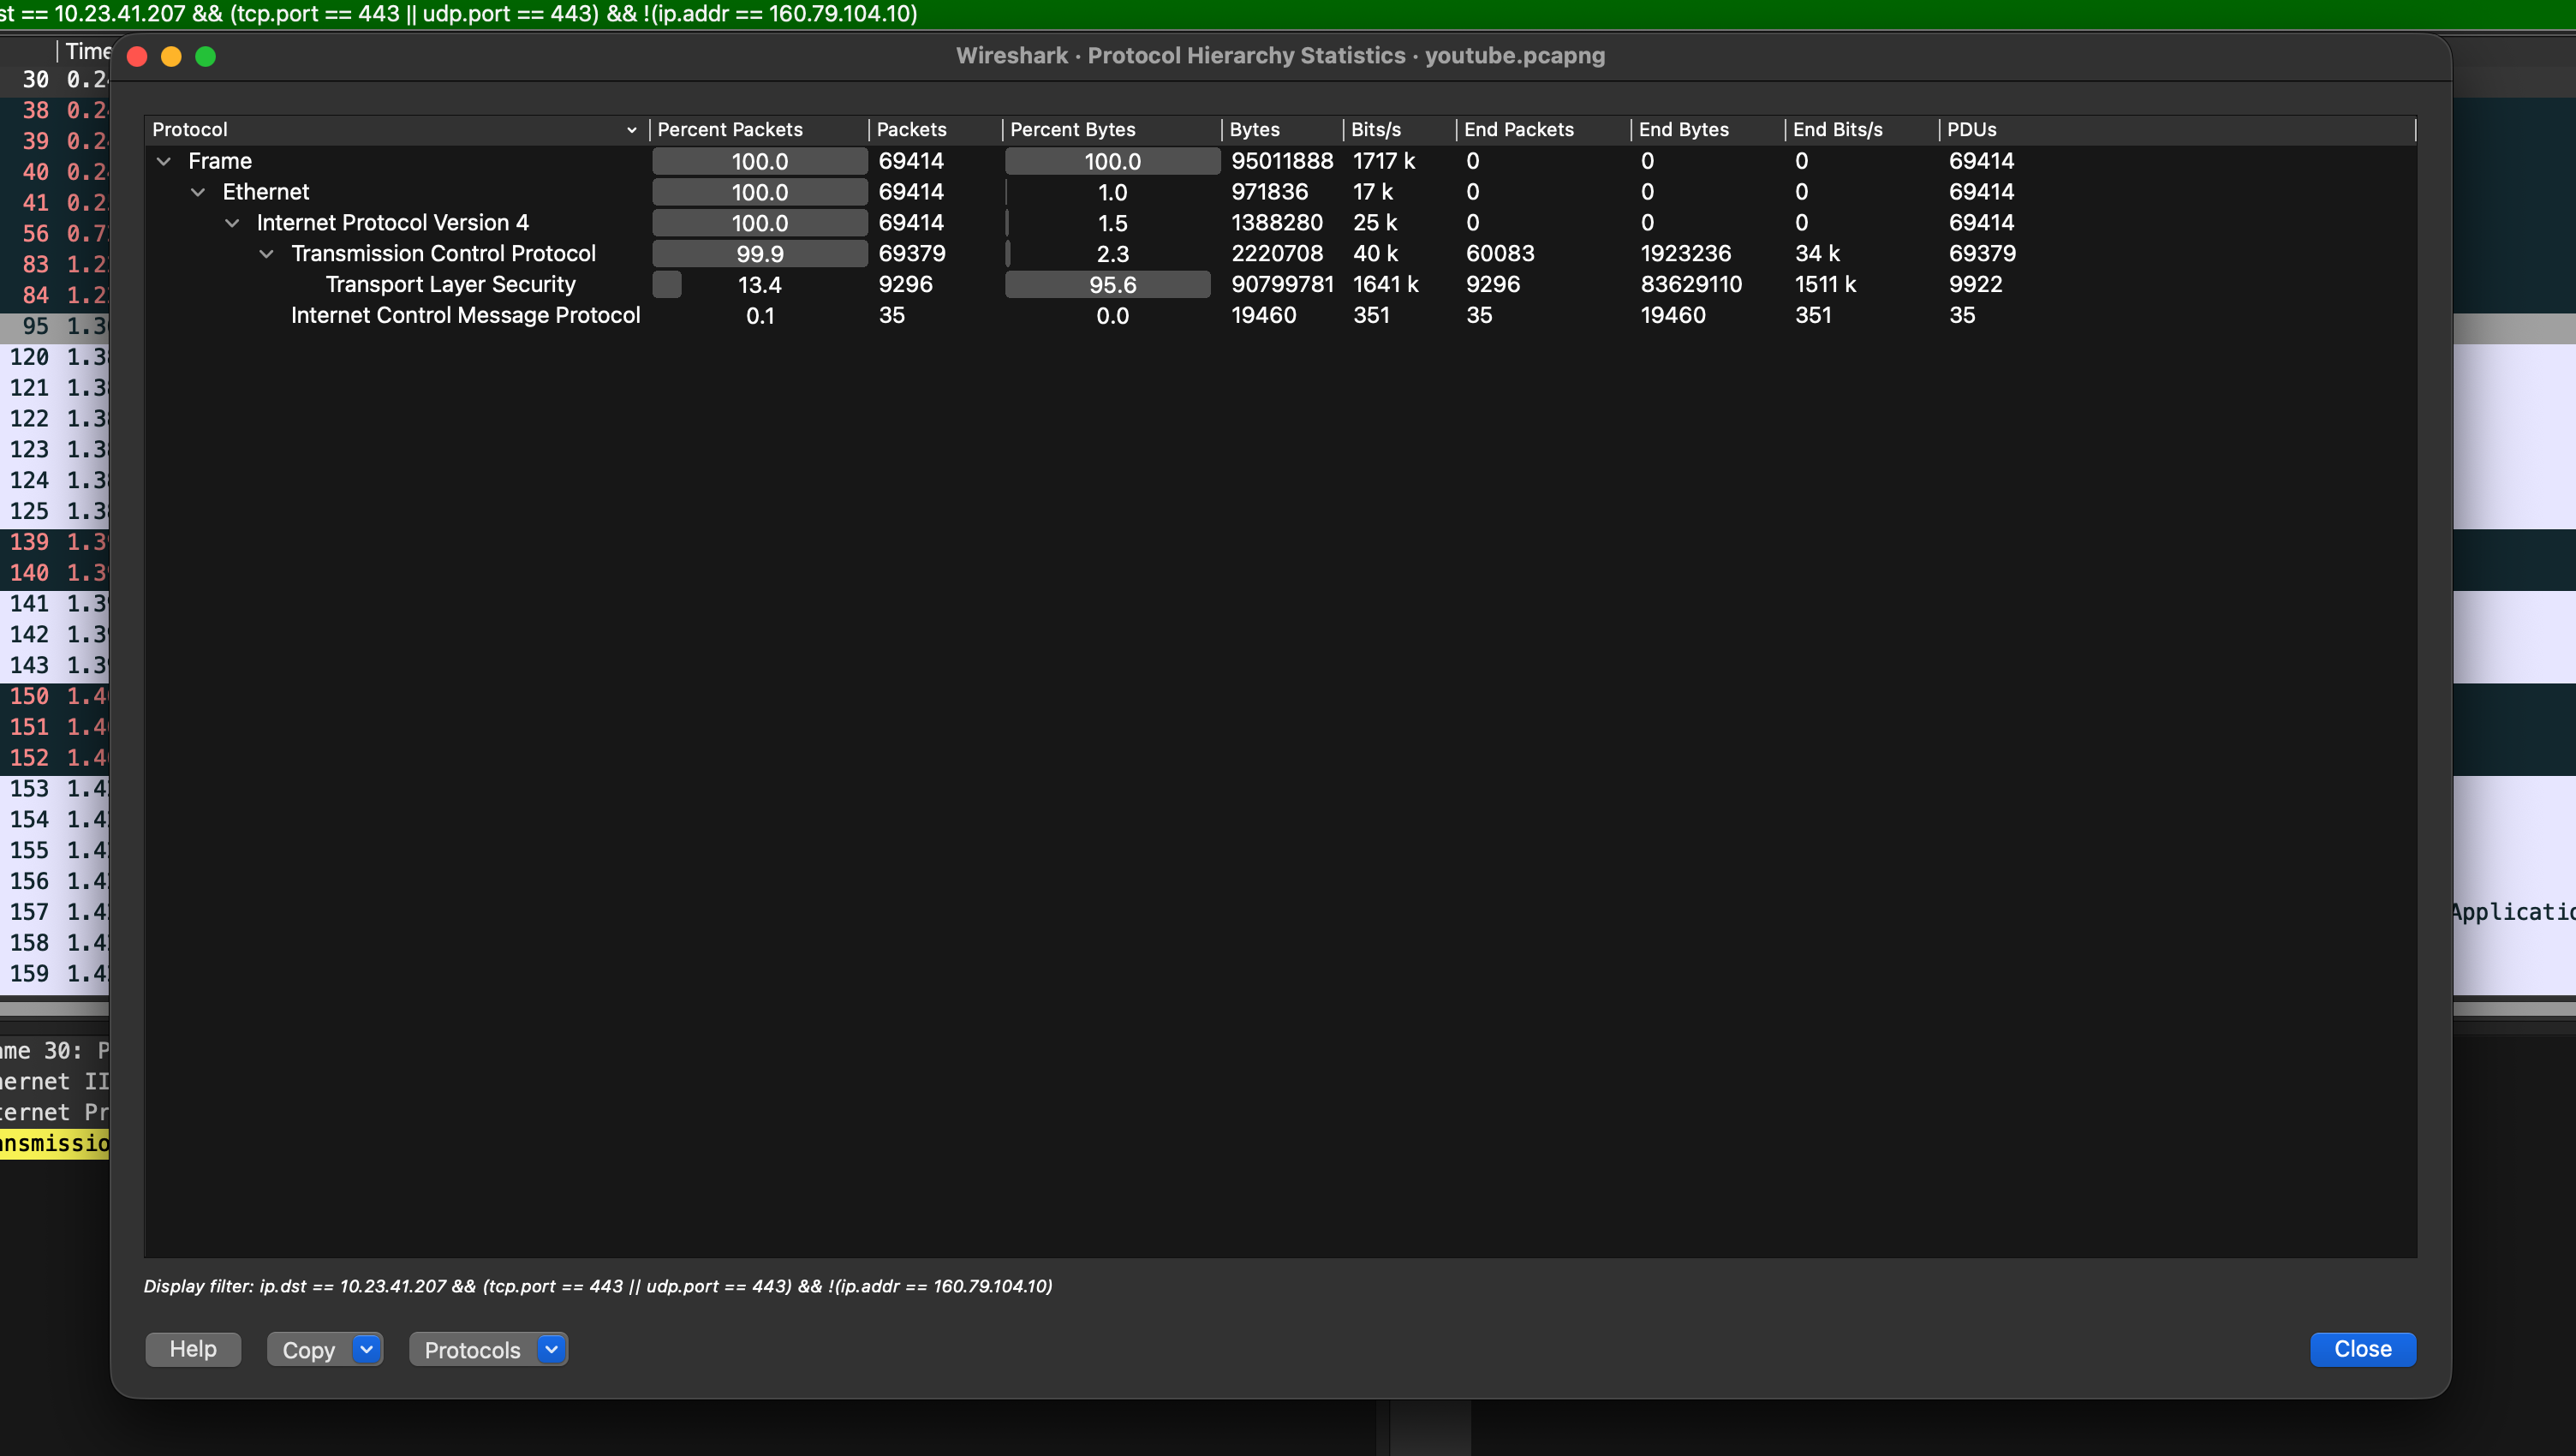 st == 10.23.41.207 && (tcp.port == 443 || udp.port == 443) && !(ip.addr == 160.79.104.10)
Time
Wireshark · Protocol Hierarchy Statistics · youtube.pcapng
Protocol Percent Packets Packets Percent Bytes Bytes Bits/s End Packets End Bytes End Bits/s PDUs
Frame 100.0 69414 100.0 95011888 1717 k 0 0 0 69414
Ethernet 100.0 69414 1.0 971836 17 k 0 0 0 69414
Internet Protocol Version 4 100.0 69414 1.5 1388280 25 k 0 0 0 69414
Transmission Control Protocol 99.9 69379 2.3 2220708 40 k 60083 1923236 34 k 69379
Transport Layer Security 13.4 9296 95.6 90799781 1641 k 9296 83629110 1511 k 9922
Internet Control Message Protocol 0.1 35 0.0 19460 351 35 19460 351 35
30 0.2
38 0.2
39 0.2
40 0.2
41 0.2
56 0.7
83 1.2
84 1.2
95 1.3
120 1.3
121 1.3
122 1.3
123 1.3
124 1.3
125 1.3
139 1.3
140 1.3
141 1.3
142 1.3
143 1.3
150 1.4
151 1.4
152 1.4
153 1.4
154 1.4
155 1.4
156 1.4
157 1.4 Applicatio
158 1.4
159 1.4
ame 30: P
hernet II
ternet Pr
ansmissio
Display filter: ip.dst == 10.23.41.207 && (tcp.port == 443 || udp.port == 443) && !(ip.addr == 160.79.104.10)
Help Copy Protocols Close